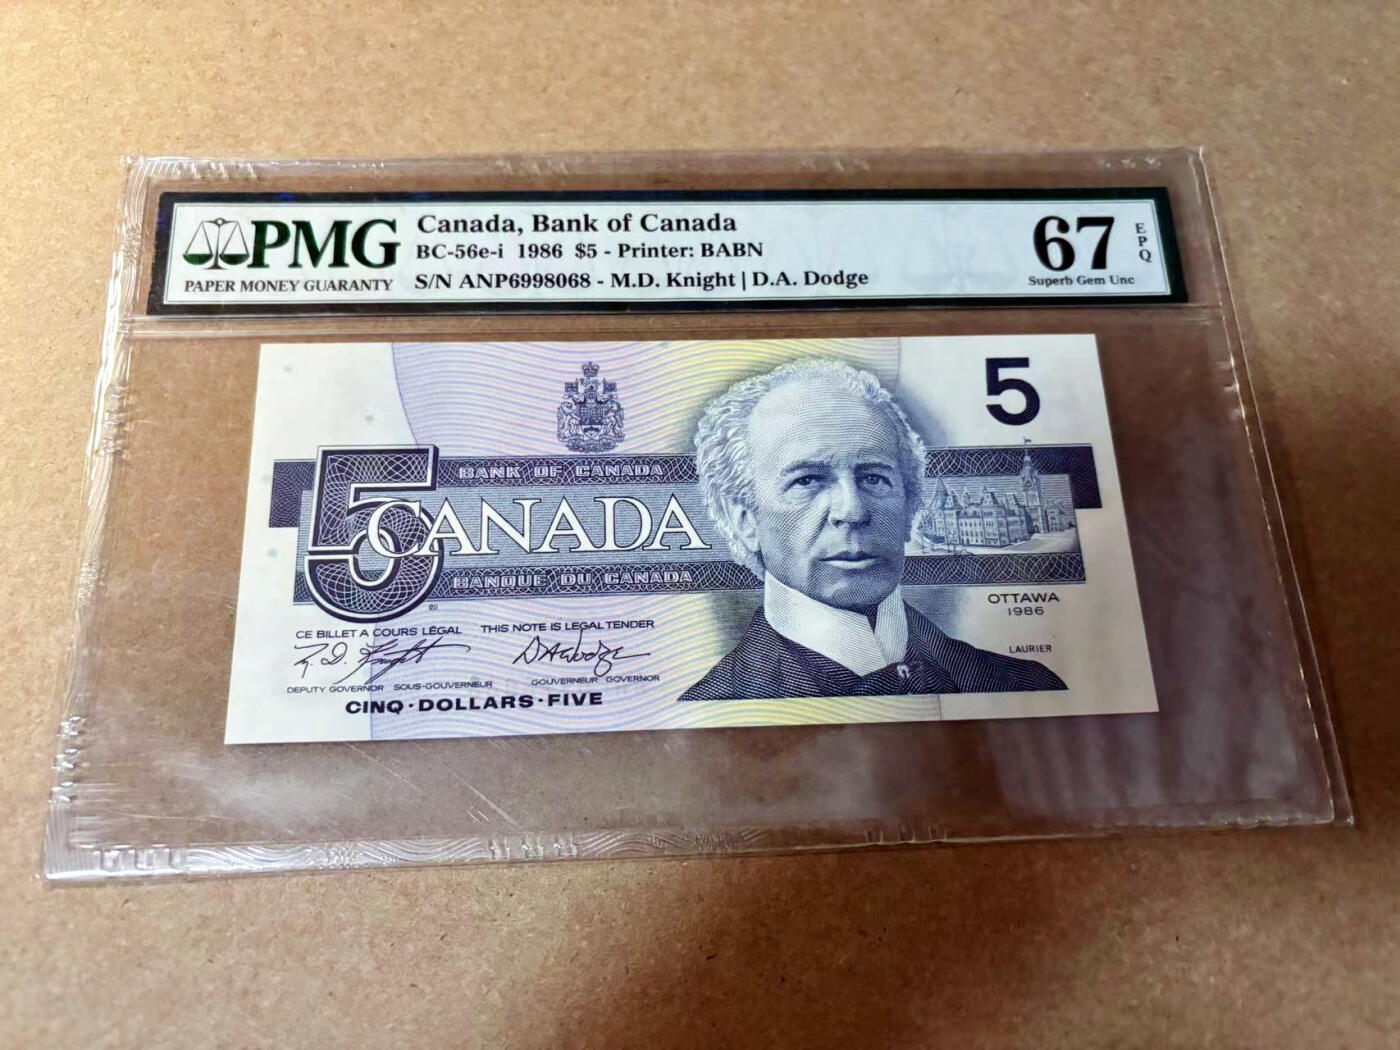 PMG
PAPER MONEY GUARANTY
Canada, Bank of Canada
BC-56e-i 1986 $5 - Printer: BABN
S/N ANP6998068 - M.D. Knight | D.A. Dodge
67
EPQ
Superb Gem Unc
5
BANK OF CANADA
5
CANADA
BANQUE DU CANADA
OTTAWA
1986
CE BILLET A COURS LÉGAL
THIS NOTE IS LEGAL TENDER
LAURIER
M. D. Knight
D A Dodge
DEPUTY GOVERNOR SOUS-GOUVERNEUR
GOUVERNEUR GOVERNOR
CINQ·DOLLARS·FIVE